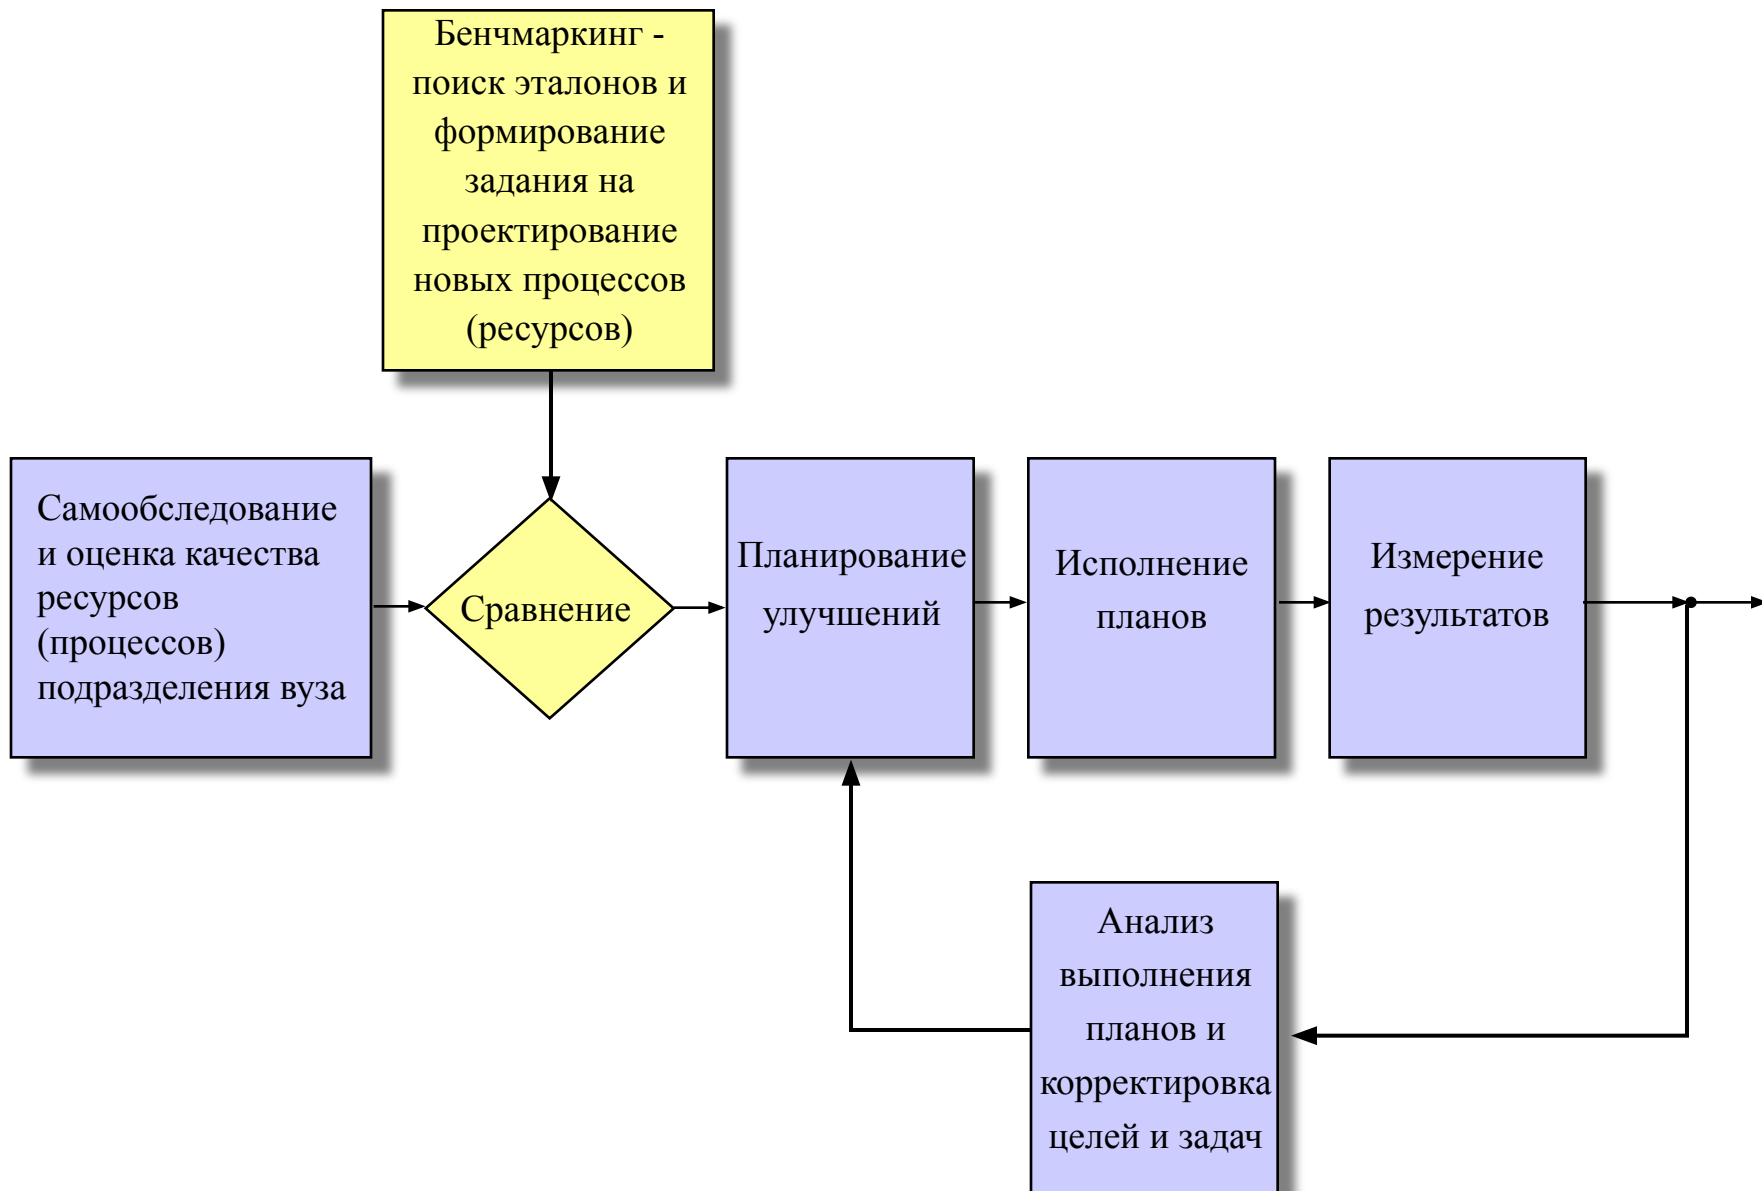 Бенчмаркинг -
поиск эталонов и
формирование
задания на
проектирование
новых процессов
(ресурсов)
Самообследование
и оценка качества
ресурсов
(процессов)
подразделения вуза
Сравнение
Планирование
улучшений
Исполнение
планов
Измерение
результатов
Анализ
выполнения
планов и
корректировка
целей и задач